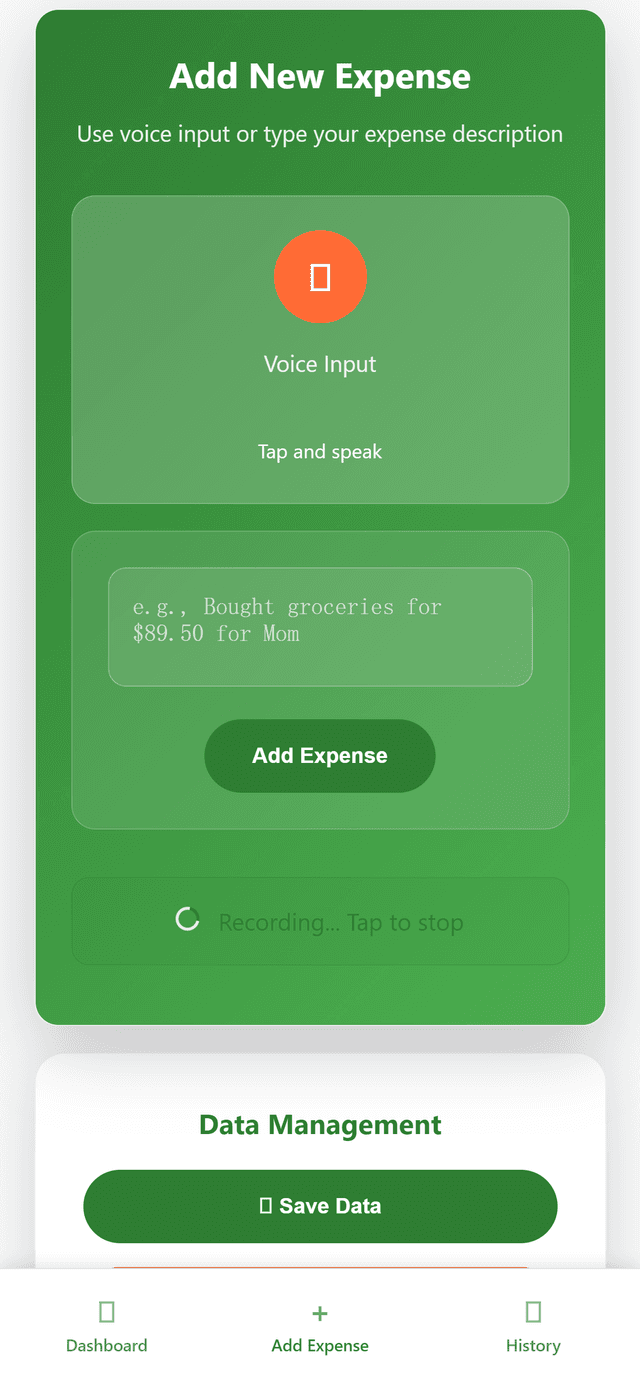 Add New Expense
Use voice input or type your expense description
Voice Input
Tap and speak
e.g., Bought groceries for
$89.50 for Mom
Add Expense
Recording... Tap to stop
Data Management
Save Data
+
Dashboard
Add Expense
History